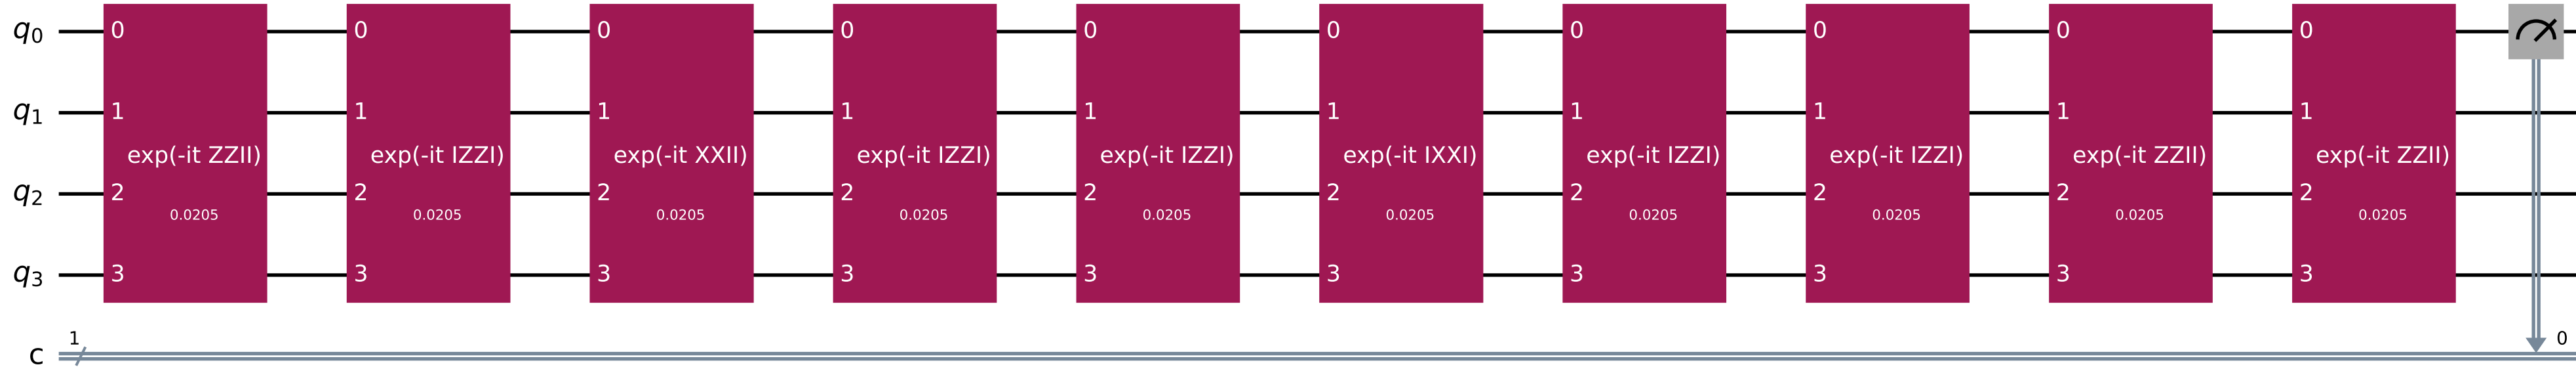 q0 0 0 0 0 0 0 0 0 0 0
q1 1 1 1 1 1 1 1 1 1 1
exp(-it ZZII) exp(-it IZZI) exp(-it XXII) exp(-it IZZI) exp(-it IZZI) exp(-it IXXI) exp(-it IZZI) exp(-it IZZI) exp(-it ZZII) exp(-it ZZII)
q2 2 2 2 2 2 2 2 2 2 2
0.0205 0.0205 0.0205 0.0205 0.0205 0.0205 0.0205 0.0205 0.0205 0.0205
q3 3 3 3 3 3 3 3 3 3 3
1 0
c